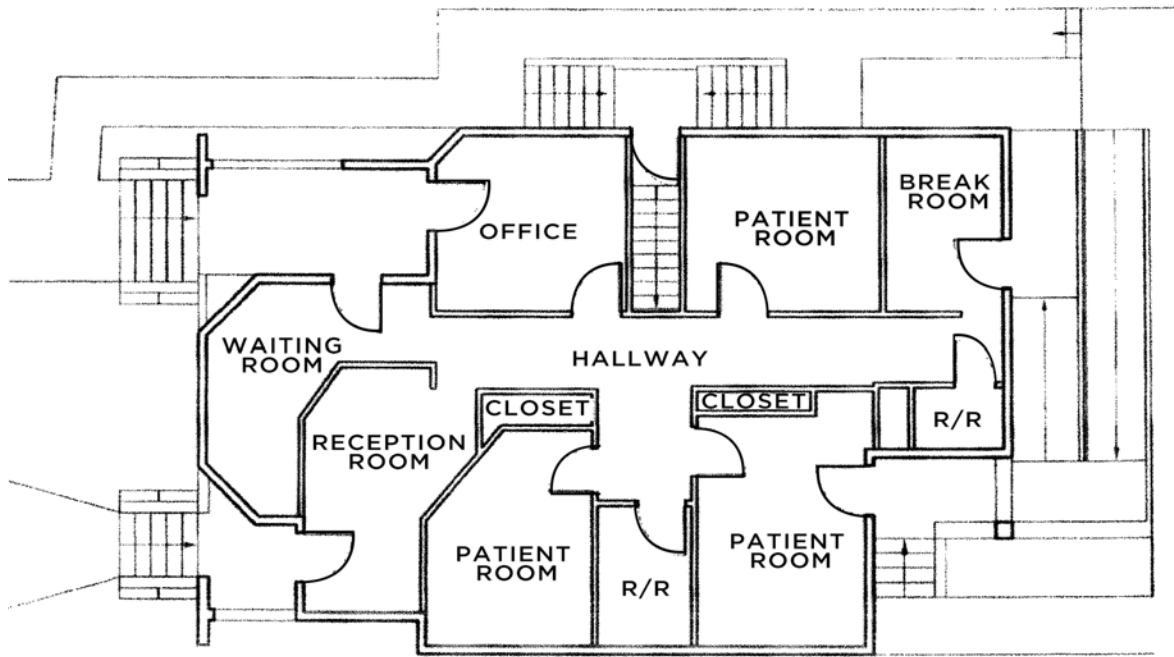 BREAK
ROOM
OFFICE
PATIENT
ROOM
WAITING
ROOM
HALLWAY
CLOSET
CLOSET
R/R
RECEPTION
ROOM
PATIENT
ROOM
R/R
PATIENT
ROOM